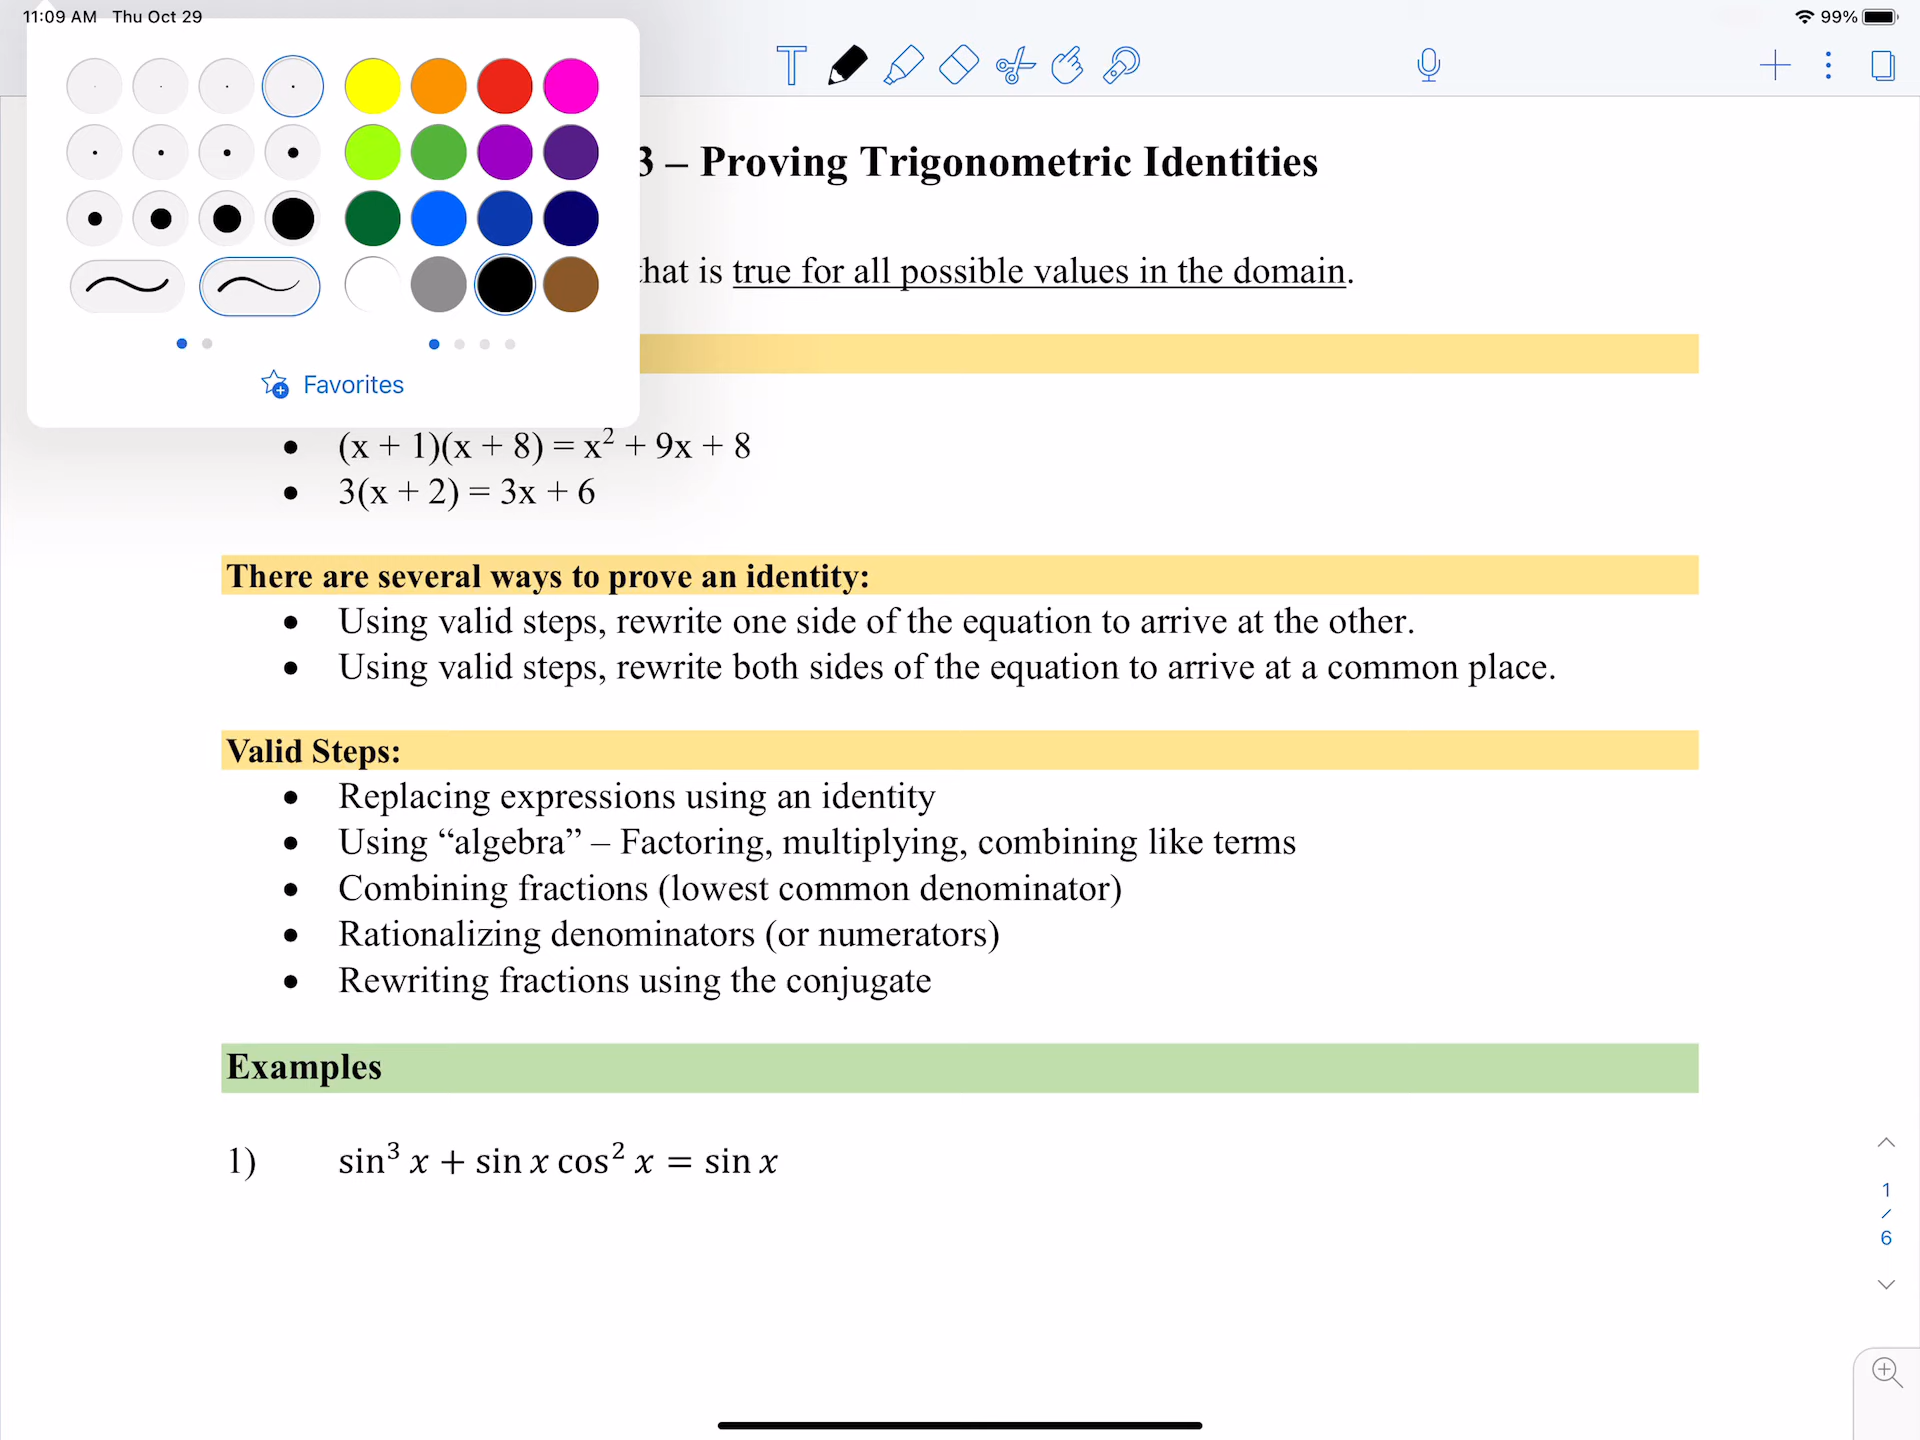 11:09 AM Thu Oct 29
99%
T
3 – Proving Trigonometric Identities
that is true for all possible values in the domain.
Favorites
• (x + 1)(x + 8) = x² + 9x + 8
• 3(x + 2) = 3x + 6
There are several ways to prove an identity:
• Using valid steps, rewrite one side of the equation to arrive at the other.
• Using valid steps, rewrite both sides of the equation to arrive at a common place.
Valid Steps:
• Replacing expressions using an identity
• Using “algebra” – Factoring, multiplying, combining like terms
• Combining fractions (lowest common denominator)
• Rationalizing denominators (or numerators)
• Rewriting fractions using the conjugate
Examples
1) sin³ x + sin x cos² x = sin x
1
/
6